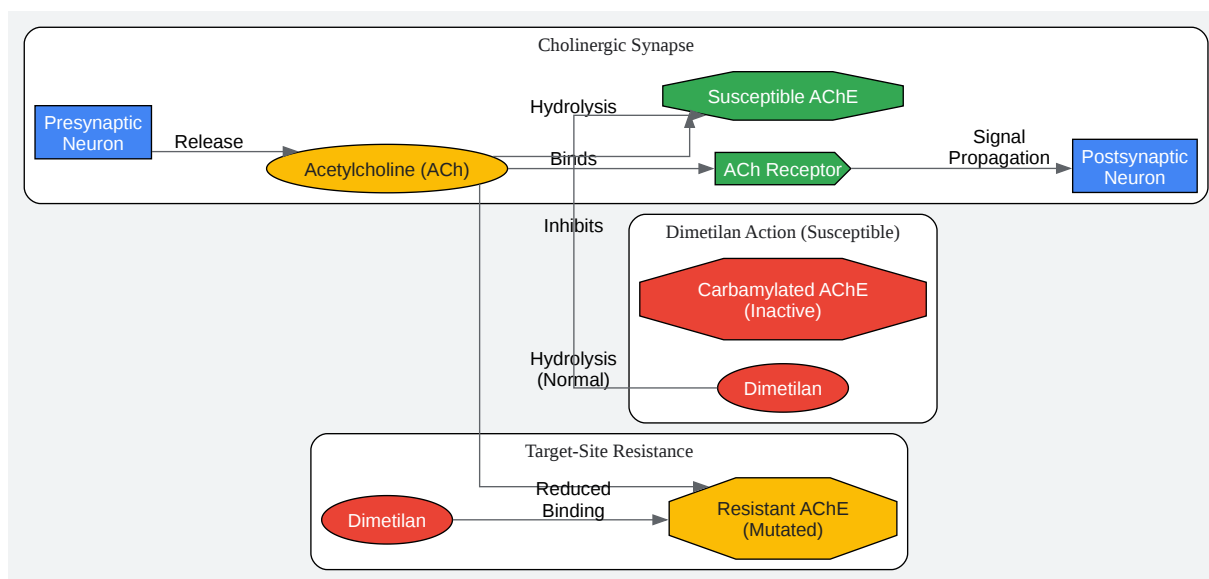 Cholinergic Synapse
Presynaptic
Neuron
Release
Acetylcholine (ACh)
Hydrolysis
Susceptible AChE
Binds
ACh Receptor
Signal
Propagation
Postsynaptic
Neuron
Inhibits
Dimetilan Action (Susceptible)
Carbamylated AChE
(Inactive)
Hydrolysis
(Normal)
Dimetilan
Target-Site Resistance
Dimetilan
Reduced
Binding
Resistant AChE
(Mutated)